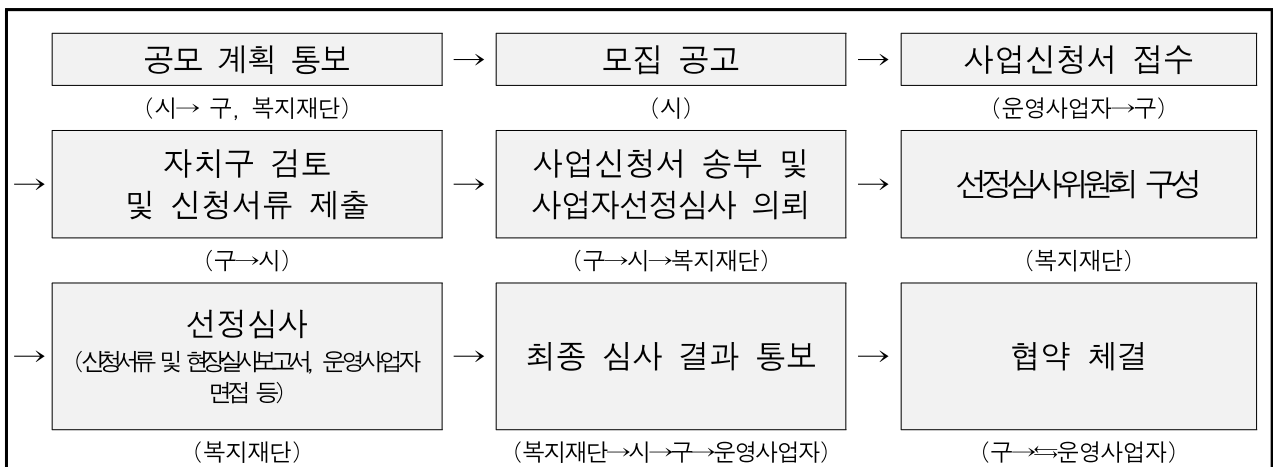 공모 계획 통보 → 모집 공고 → 사업신청서 접수
(시→ 구, 복지재단) (시) (운영사업자→구)
→ 자치구 검토
및 신청서류 제출 → 사업신청서 송부 및
사업자선정심사 의뢰 → 선정심사위원회 구성
(구→시) (구→시→복지재단) (복지재단)
→ 선정심사
(신청서류 및 현장실사보고서, 운영사업자
면접 등) → 최종 심사 결과 통보 → 협약 체결
(복지재단) (복지재단→시→구→운영사업자) (구→⇆운영사업자)